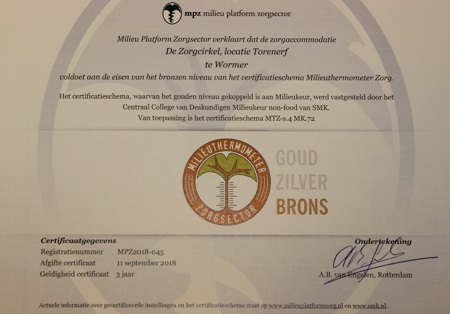 mpz milieu platform zorgsector
Milieu Platform Zorgsector verklaart dat de zorgaccommodatie
De Zorgcirkel, locatie Torenerf
te Wormer
voldoet aan de eisen van het bronzen niveau van het certificatieschema Milieuthermometer Zorg.
Het certificatieschema, waarvan het gouden niveau gekoppeld is aan Milieukeur, werd vastgesteld door het
Centraal College van Deskundigen Milieukeur non-food van SMK.
Van toepassing is het certificatieschema MTZ-s.4 MK.72
MILIEUTHERMOMETER
ZORGSECTOR
GOUD
ZILVER
BRONS
Certificaatgegevens
Registratienummer MPZ2018-045
Afgifte certificaat 11 september 2018
Geldigheid certificaat 3 jaar
Ondertekening
A.B. van Engelen, Rotterdam
Actuele informatie over gecertificeerde instellingen en het certificatieschema staat op www.milieuplatformzorg.nl en www.smk.nl.